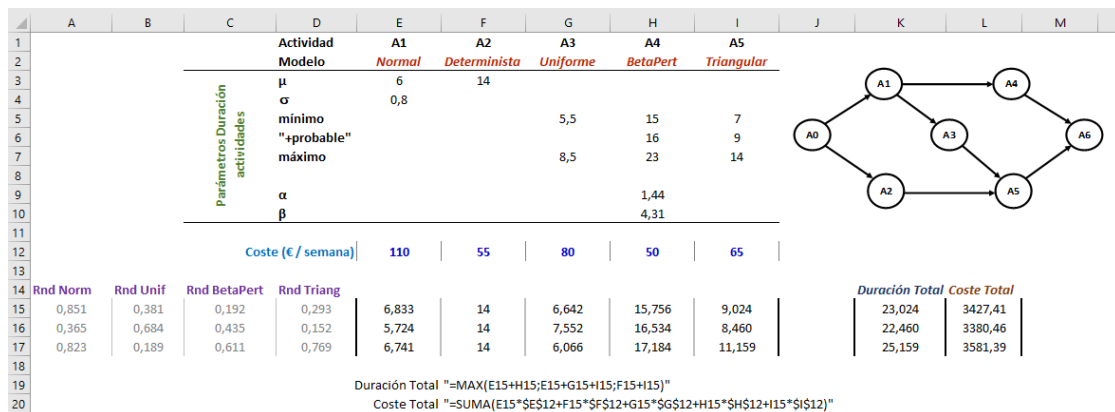 A B C D E F G H I J K L M
1 Actividad A1 A2 A3 A4 A5
2 Modelo Normal Determinista Uniforme BetaPert Triangular
3 μ 6 14
4 σ 0,8
5 mínimo 5,5 15 7
6 "+probable" 16 9
7 máximo 8,5 23 14
8
9 α 1,44
10 β 4,31
Parámetros Duración
actividades
A1 A4
A0 A3 A6
A2 A5
11
12 Coste (€ / semana) 110 55 80 50 65
13
14 Rnd Norm Rnd Unif Rnd BetaPert Rnd Triang Duración Total Coste Total
15 0,851 0,381 0,192 0,293 6,833 14 6,642 15,756 9,024 23,024 3427,41
16 0,365 0,684 0,435 0,152 5,724 14 7,552 16,534 8,460 22,460 3380,46
17 0,823 0,189 0,611 0,769 6,741 14 6,066 17,184 11,159 25,159 3581,39
18
19 Duración Total "=MAX(E15+H15;E15+G15+I15;F15+I15)"
20 Coste Total "=SUMA(E15*$E$12+F15*$F$12+G15*$G$12+H15*$H$12+I15*$I$12)"